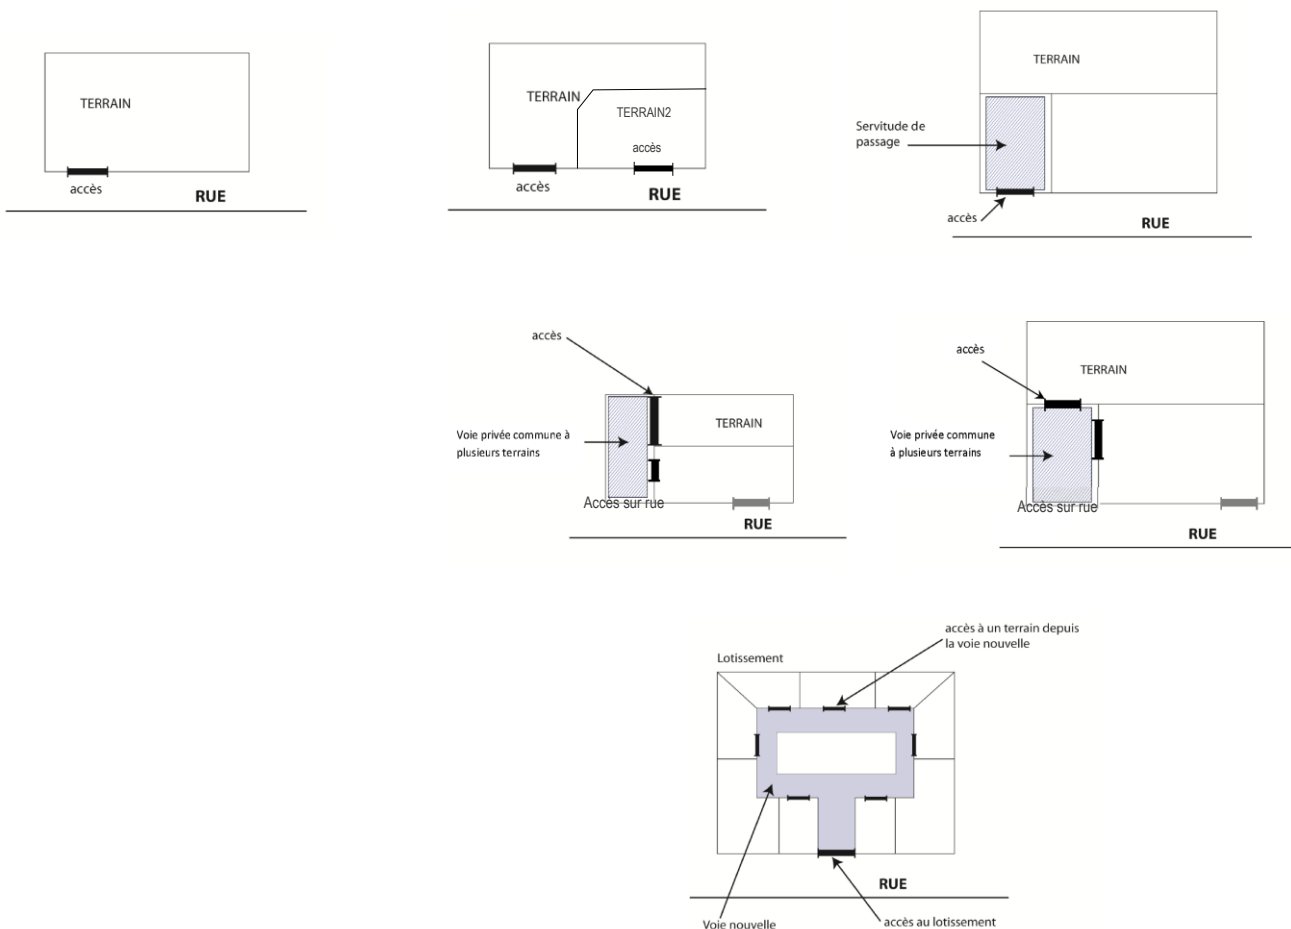 TERRAIN
accès
RUE
TERRAIN
TERRAIN2
accès
accès
RUE
TERRAIN
Servitude de
passage
accès
RUE
accès
TERRAIN
Voie privée commune à
plusieurs terrains
Accès sur rue
RUE
accès
TERRAIN
Voie privée commune
à plusieurs terrains
Accès sur rue
RUE
accès à un terrain depuis
la voie nouvelle
Lotissement
RUE
Voie nouvelle
accès au lotissement